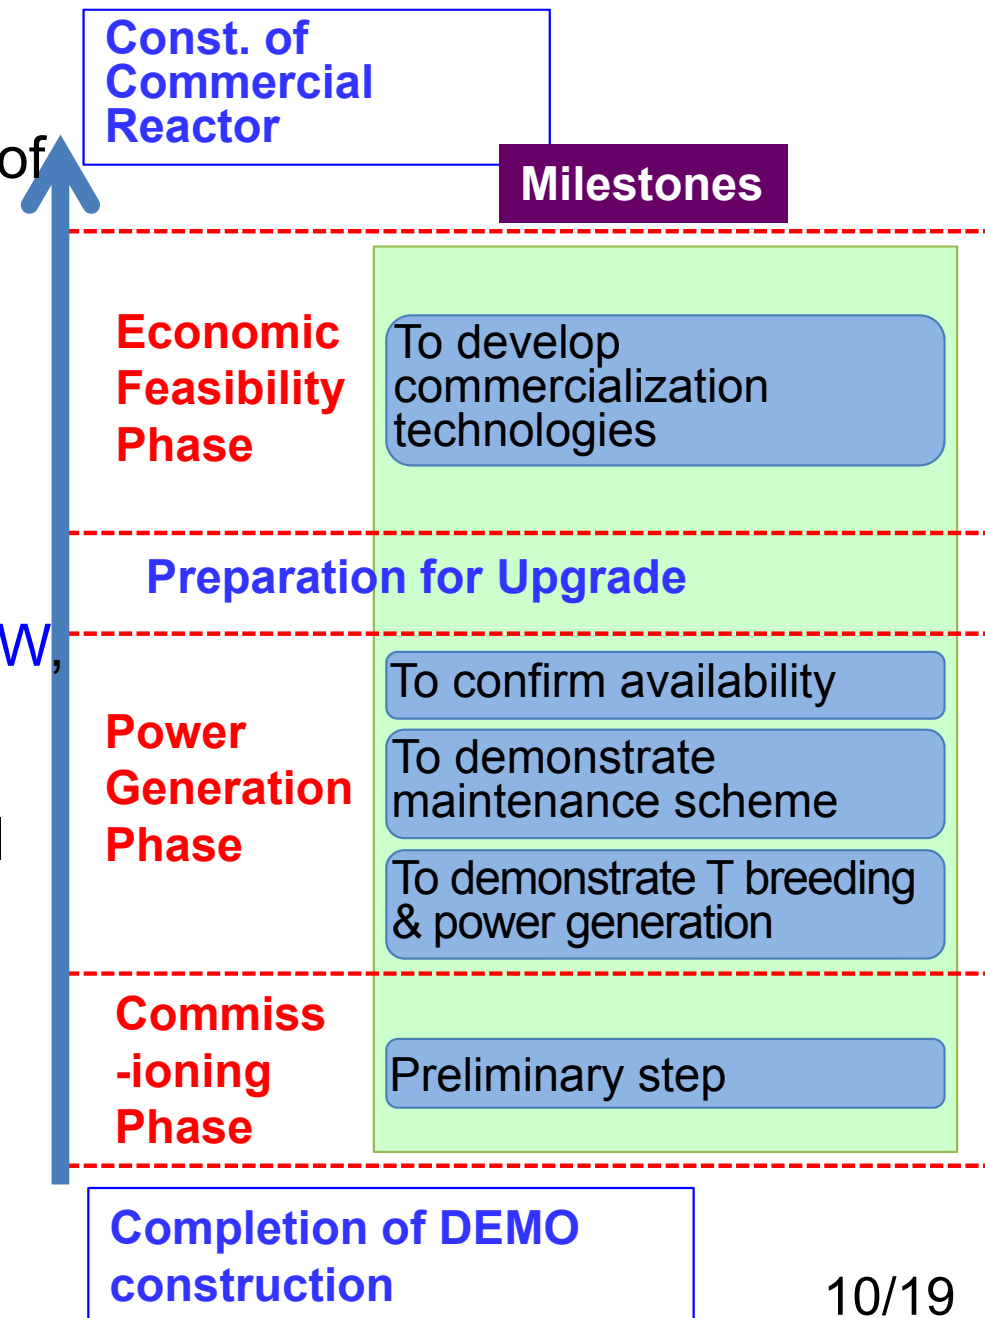 Const. of
Commercial
Reactor
of
Milestones
Economic
Feasibility
Phase
To develop
commercialization
technologies
Preparation for Upgrade
W,
Power
Generation
Phase
To confirm availability
To demonstrate
maintenance scheme
To demonstrate T breeding
& power generation
Commiss
-ioning
Phase
Preliminary step
Completion of DEMO
construction
10/19